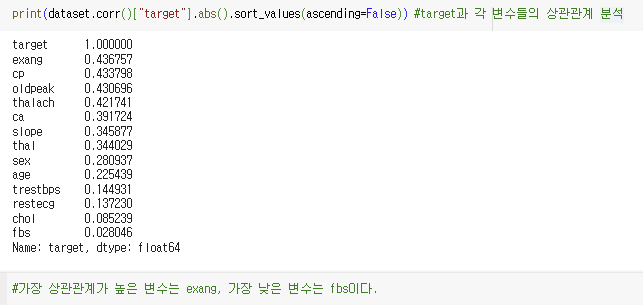 print(dataset.corr()["target"].abs().sort_values(ascending=False)) #target과 각 변수들의 상관관계 분석
target 1.000000
exang 0.436757
cp 0.433798
oldpeak 0.430696
thalach 0.421741
ca 0.391724
slope 0.345877
thal 0.344029
sex 0.280937
age 0.225439
trestbps 0.144931
restecg 0.137230
chol 0.085239
fbs 0.028046
Name: target, dtype: float64
#가장 상관관계가 높은 변수는 exang, 가장 낮은 변수는 fbs이다.